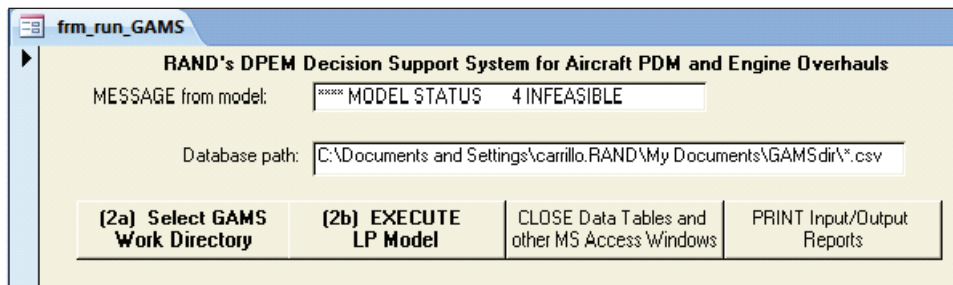 frm_run_GAMS
RAND's DPEM Decision Support System for Aircraft PDM and Engine Overhauls
MESSAGE from model: **** MODEL STATUS 4 INFEASIBLE
Database path: C:\Documents and Settings\carrillo.RAND\My Documents\GAMSdir\*.csv
(2a) Select GAMS
Work Directory
(2b) EXECUTE
LP Model
CLOSE Data Tables and
other MS Access Windows
PRINT Input/Output
Reports